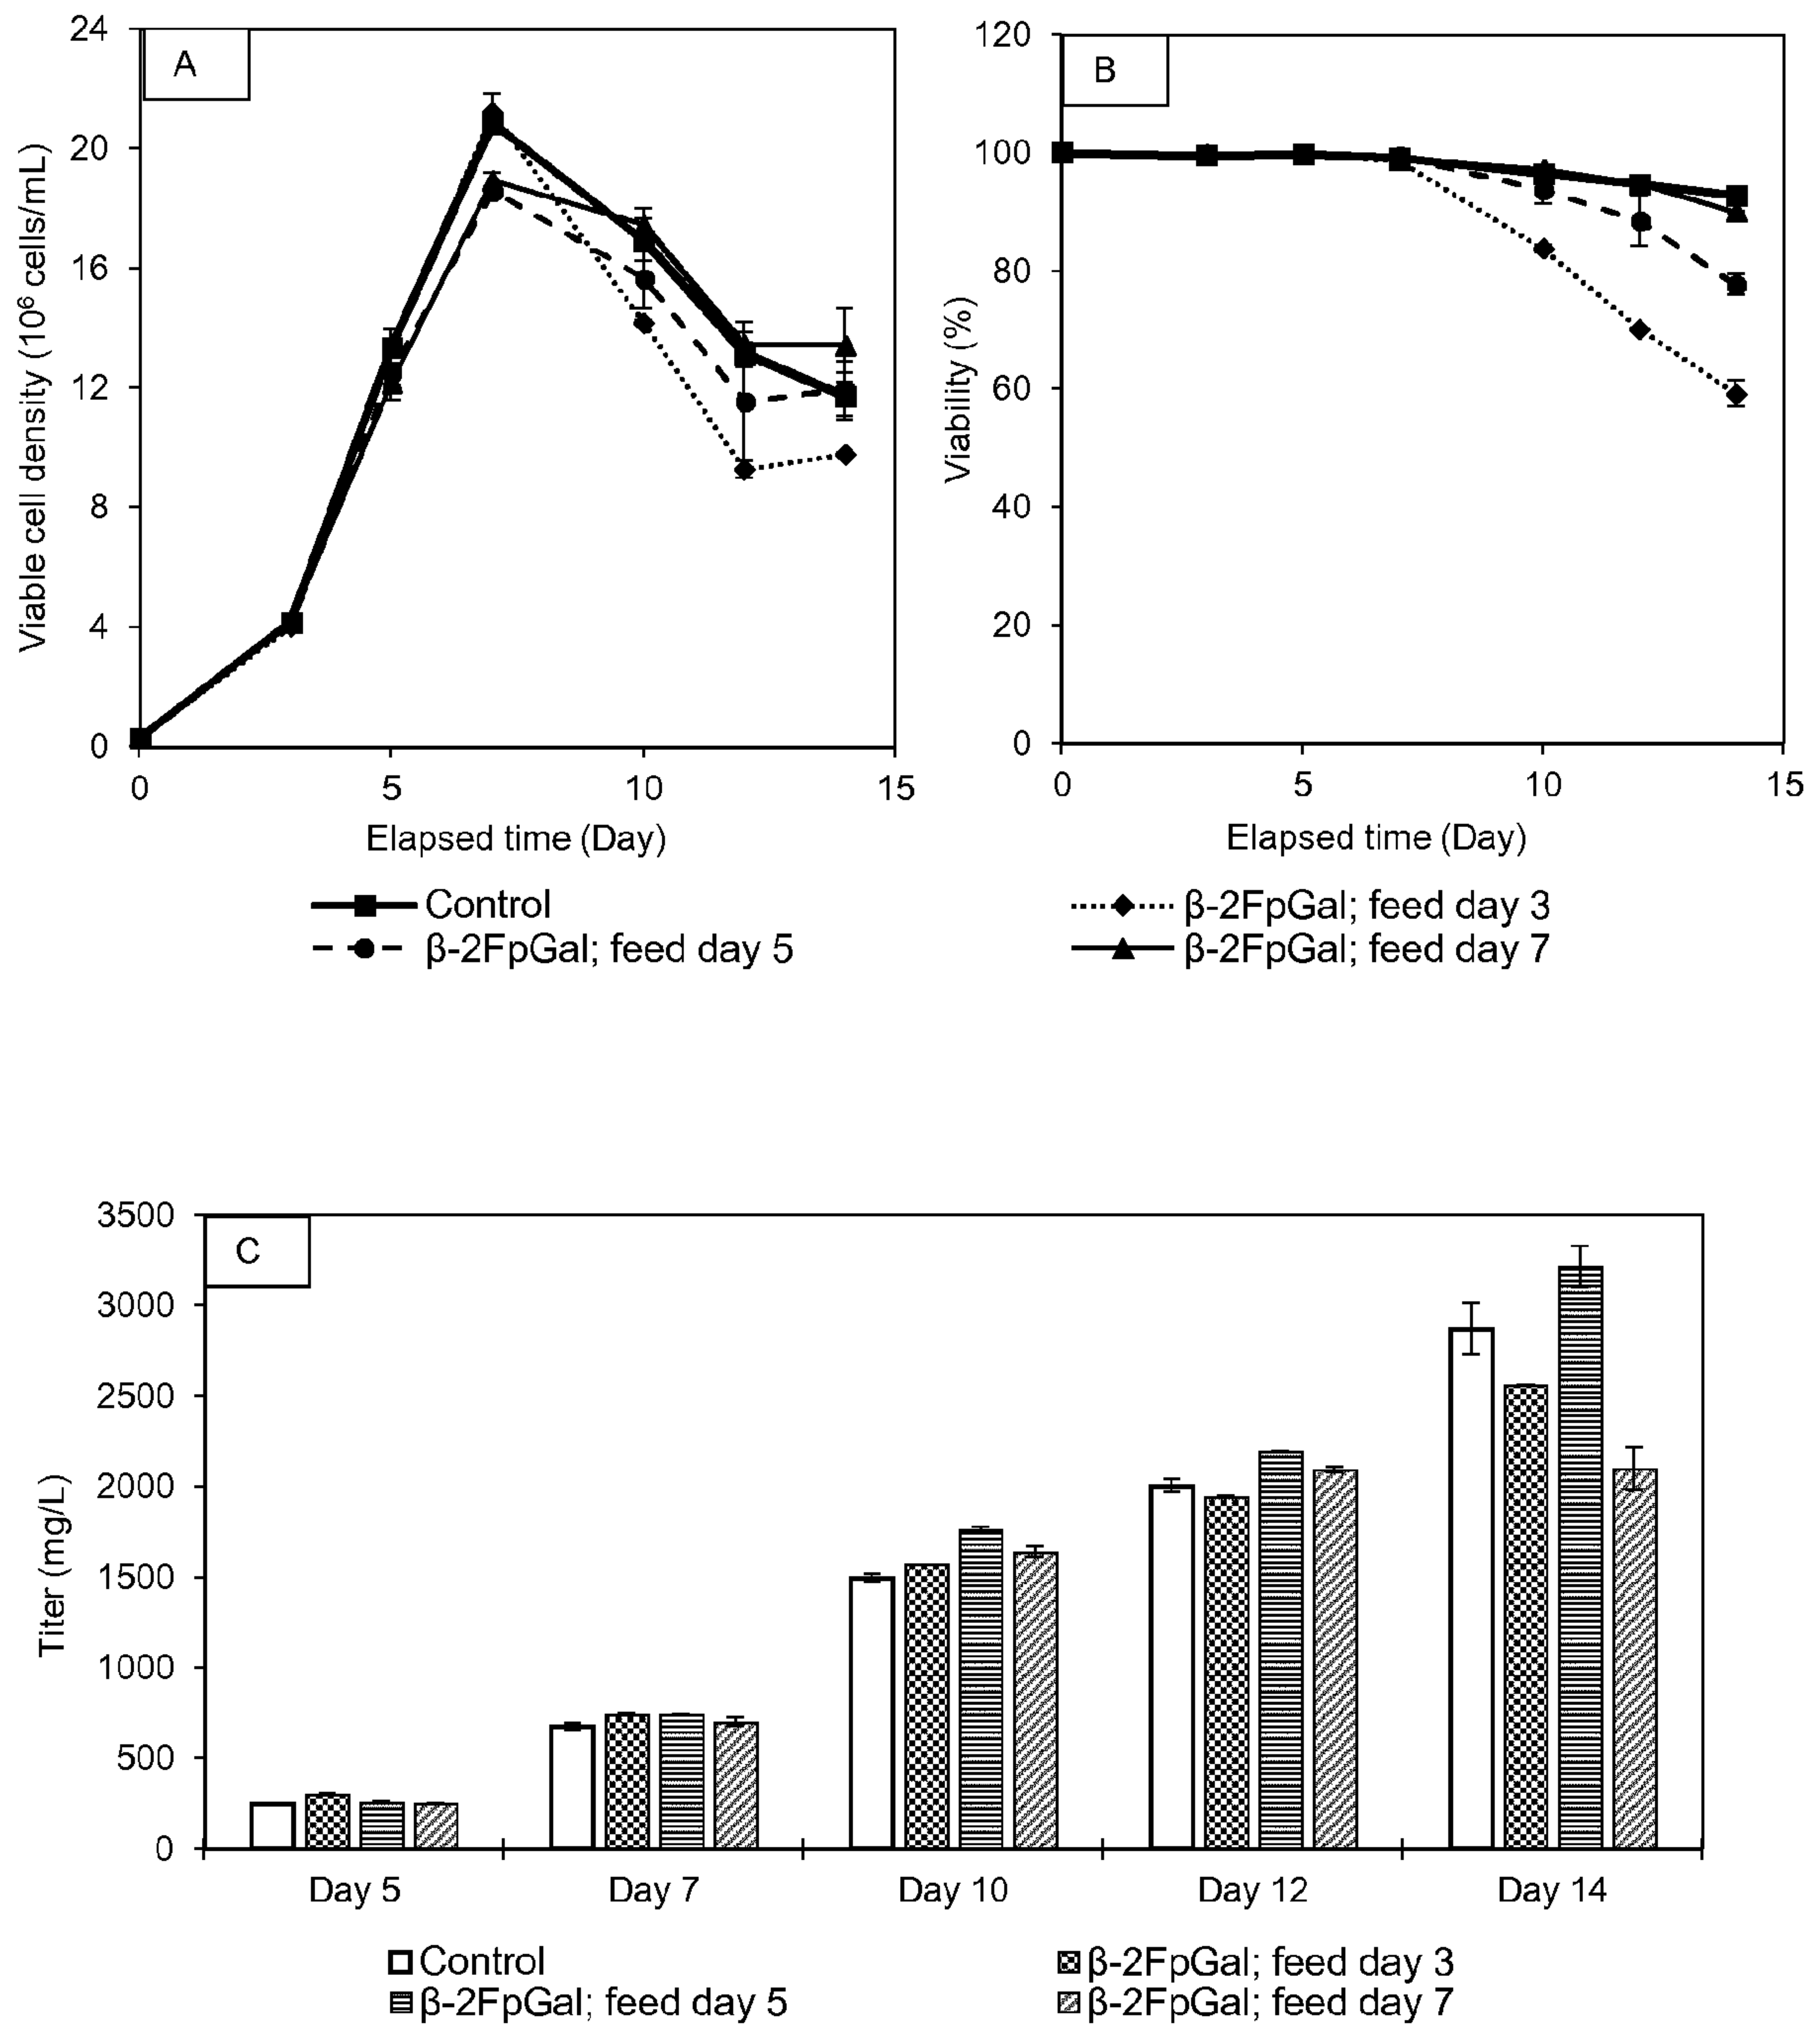 A
24
20
16
12
8
4
0
Viable cell density (10⁶ cells/mL)
0 5 10 15
Elapsed time (Day)
B
120
100
80
60
40
20
0
Viability (%)
0 5 10 15
Elapsed time (Day)
Control
β-2FpGal; feed day 3
β-2FpGal; feed day 5
β-2FpGal; feed day 7
C
3500
3000
2500
2000
1500
1000
500
0
Titer (mg/L)
Day 5 Day 7 Day 10 Day 12 Day 14
Control
β-2FpGal; feed day 3
β-2FpGal; feed day 5
β-2FpGal; feed day 7